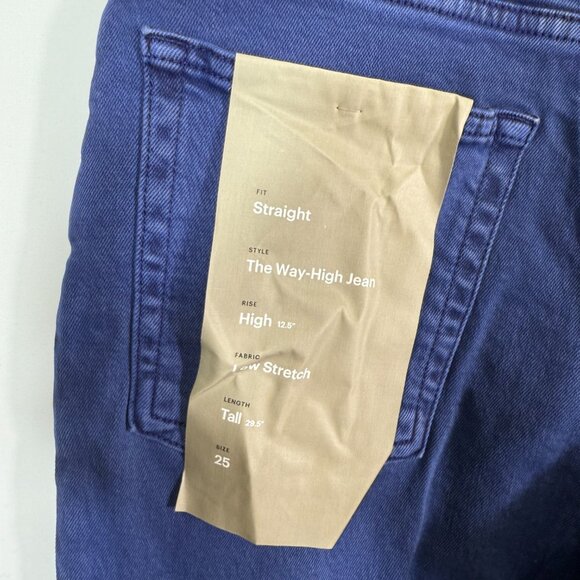 FIT
Straight
STYLE
The Way-High Jean
RISE
High 12.5"
FABRIC
Low Stretch
LENGTH
Tall 29.5"
SIZE
25